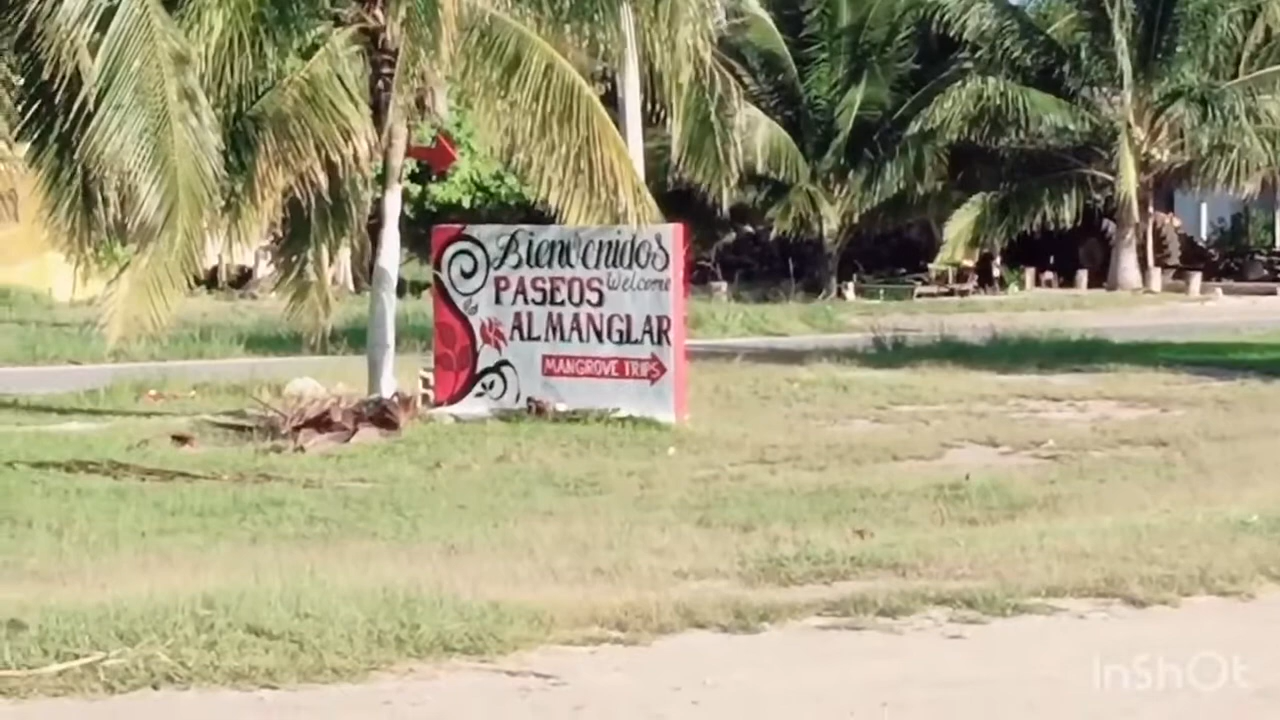 Bienvenidos
Welcome
PASEOS
ALMANGLAR
MANGROVE TRIPS
InShOt